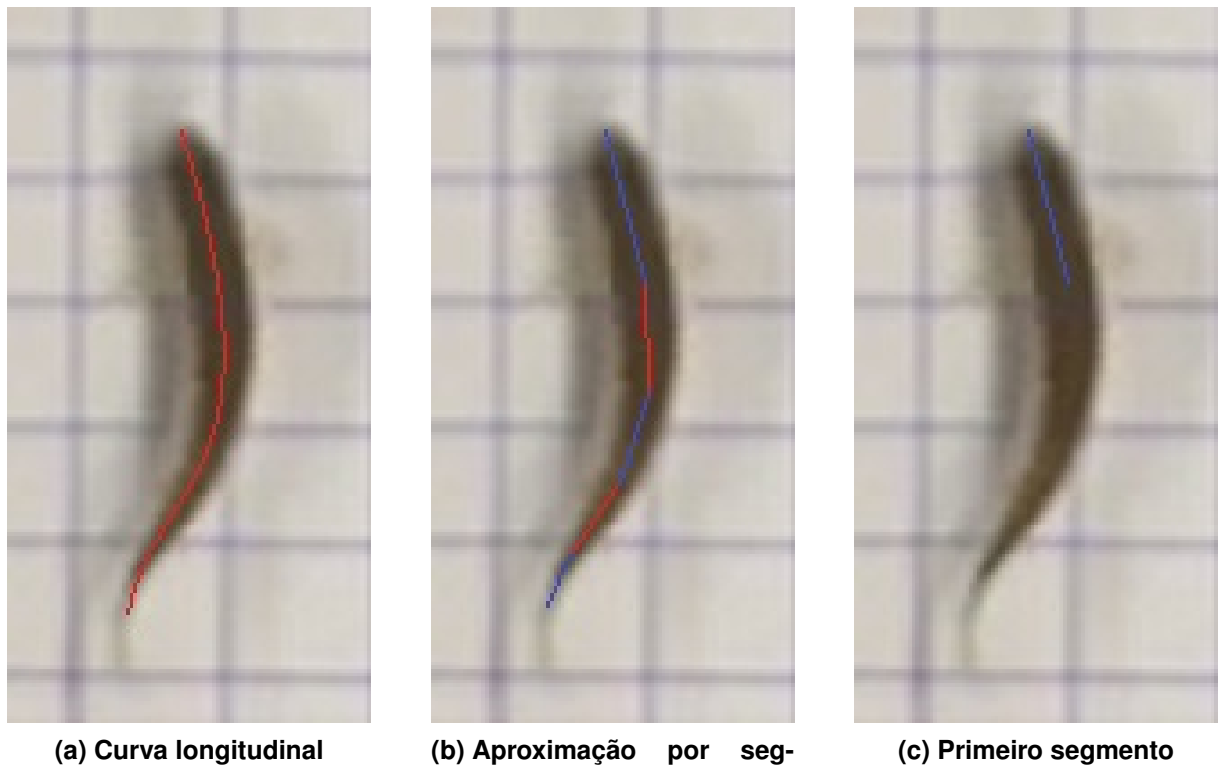 (a) Curva longitudinal
(b) Aproximação por seg-
(c) Primeiro segmento